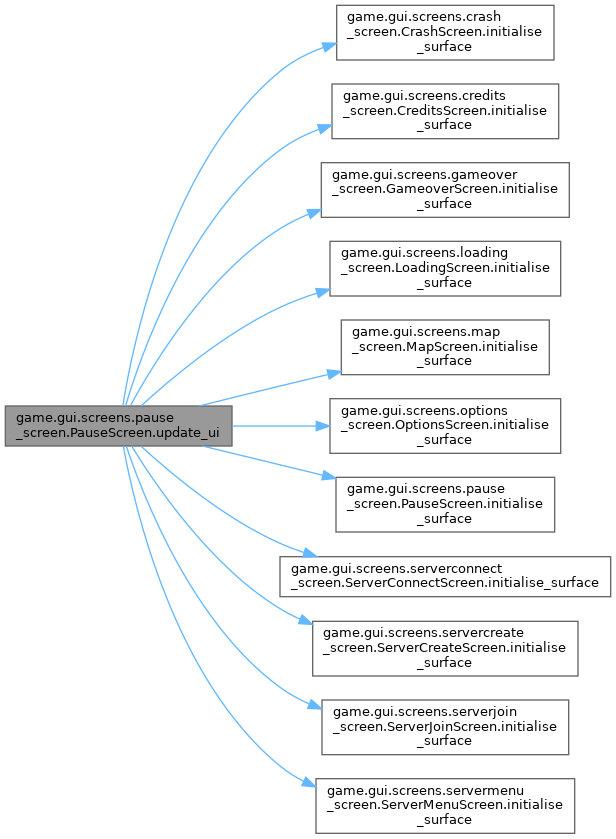 game.gui.screens.crash
_screen.CrashScreen.initialise
_surface
game.gui.screens.credits
_screen.CreditsScreen.initialise
_surface
game.gui.screens.gameover
_screen.GameoverScreen.initialise
_surface
game.gui.screens.loading
_screen.LoadingScreen.initialise
_surface
game.gui.screens.map
_screen.MapScreen.initialise
_surface
game.gui.screens.pause
_screen.PauseScreen.update_ui
game.gui.screens.options
_screen.OptionsScreen.initialise
_surface
game.gui.screens.pause
_screen.PauseScreen.initialise
_surface
game.gui.screens.serverconnect
_screen.ServerConnectScreen.initialise_surface
game.gui.screens.servercreate
_screen.ServerCreateScreen.initialise
_surface
game.gui.screens.serverjoin
_screen.ServerJoinScreen.initialise
_surface
game.gui.screens.servermenu
_screen.ServerMenuScreen.initialise
_surface